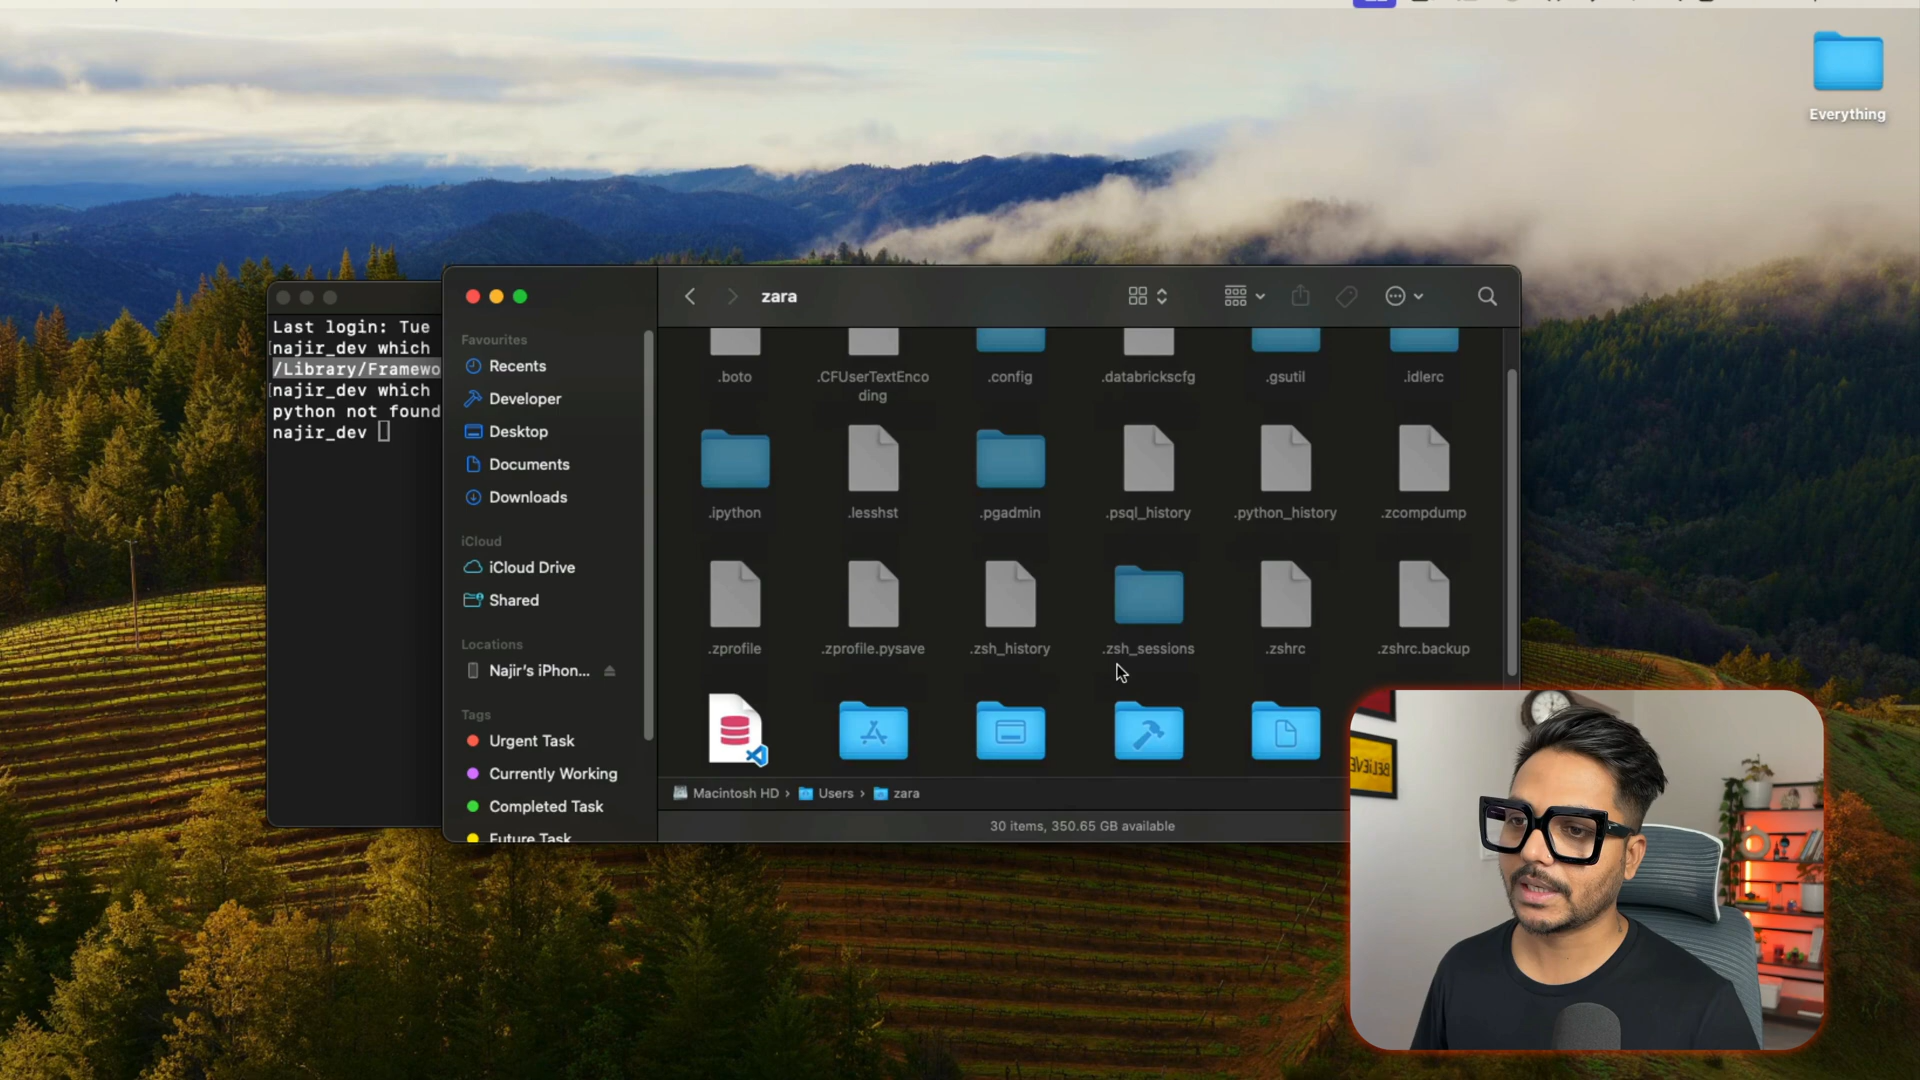 Everything
Last login: Tue
najir_dev which
/Library/Framewo
najir_dev which
python not found
najir_dev
zara
Favourites
Recents
Developer
Desktop
Documents
Downloads
iCloud
iCloud Drive
Shared
Locations
Najir's iPhon...
Tags
Urgent Task
Currently Working
Completed Task
Future Task
.boto
.CFUserTextEnco
ding
.config
.databrickscfg
.gsutil
.idlerc
.ipython
.lesshst
.pgadmin
.psql_history
.python_history
.zcompdump
.zprofile
.zprofile.pysave
.zsh_history
.zsh_sessions
.zshrc
.zshrc.backup
Macintosh HD › Users › zara
30 items, 350.65 GB available
BELIEVE